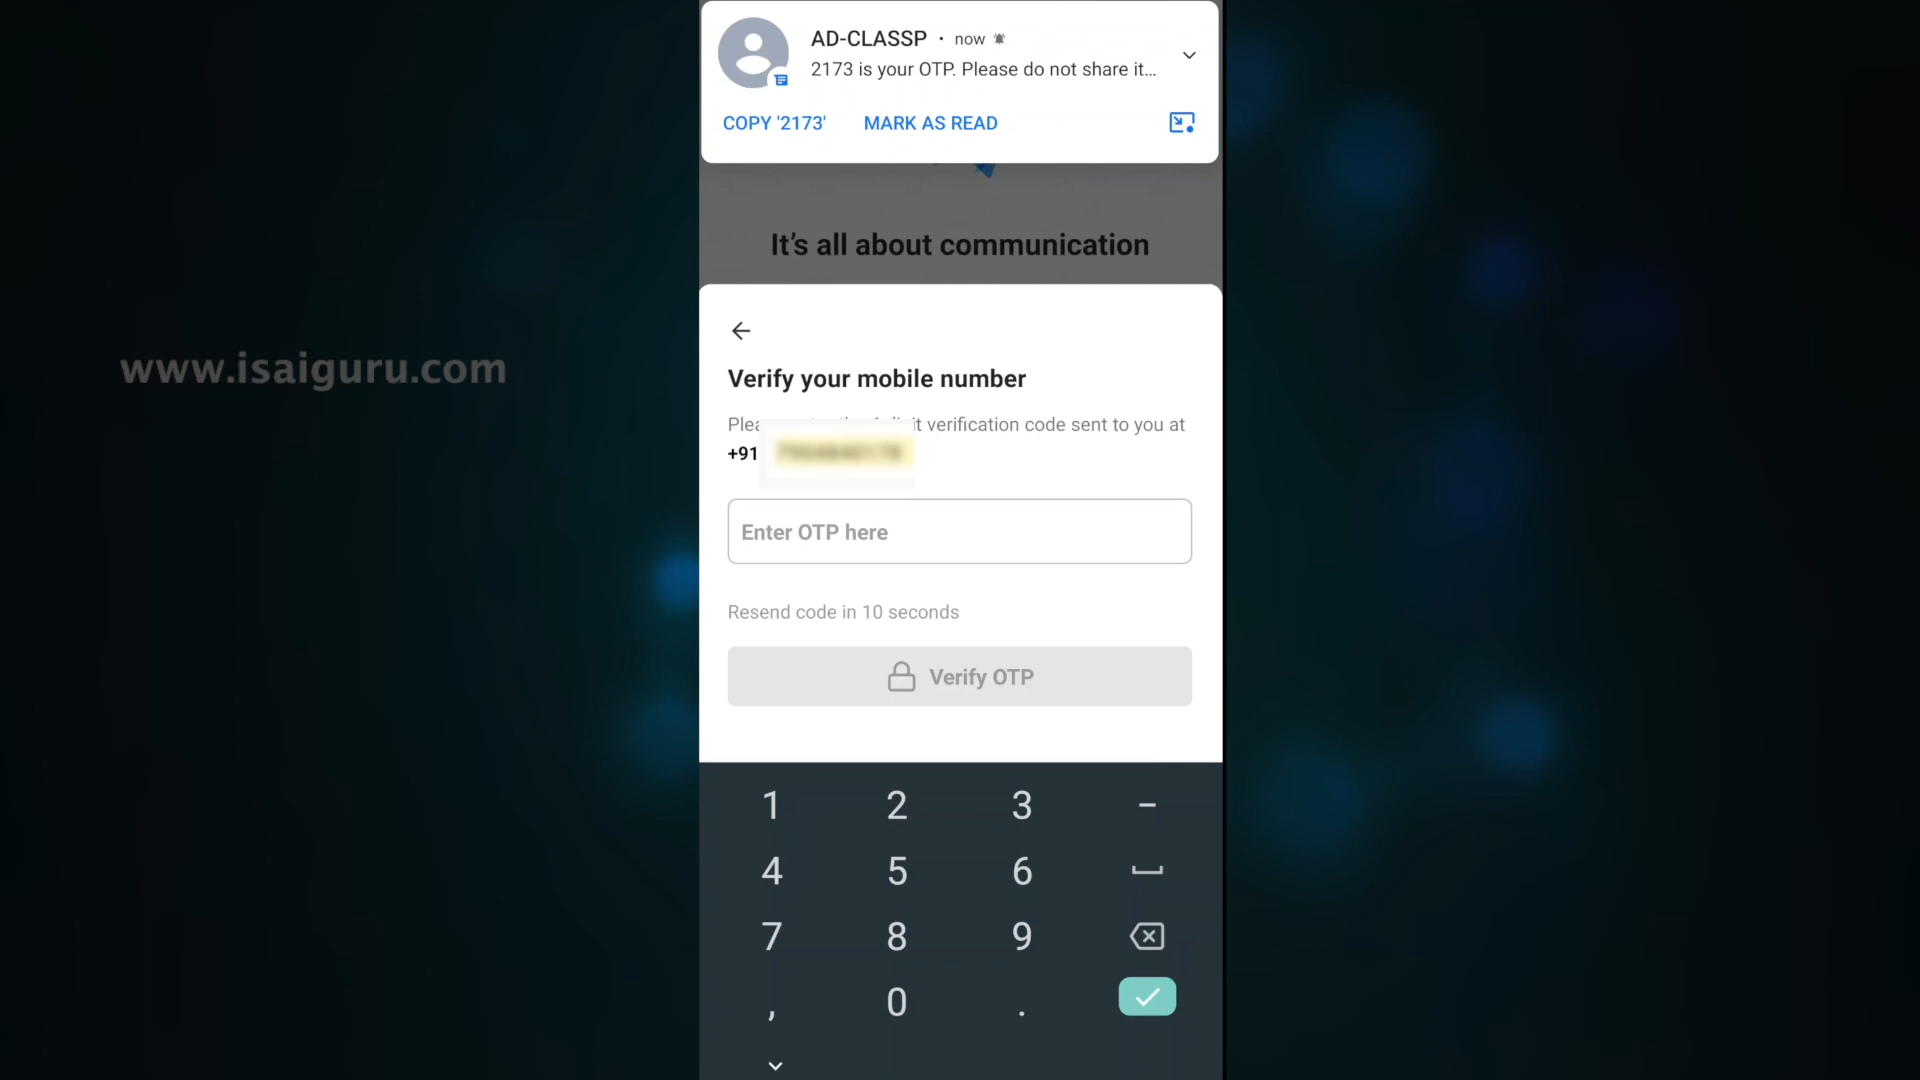 AD-CLASSP • now
2173 is your OTP. Please do not share it...
COPY '2173' MARK AS READ
It's all about communication
www.isaiguru.com
Verify your mobile number
verification code sent to you at
+91
Enter OTP here
Resend code in 10 seconds
Verify OTP
1 2 3 -
4 5 6
7 8 9
, 0 .